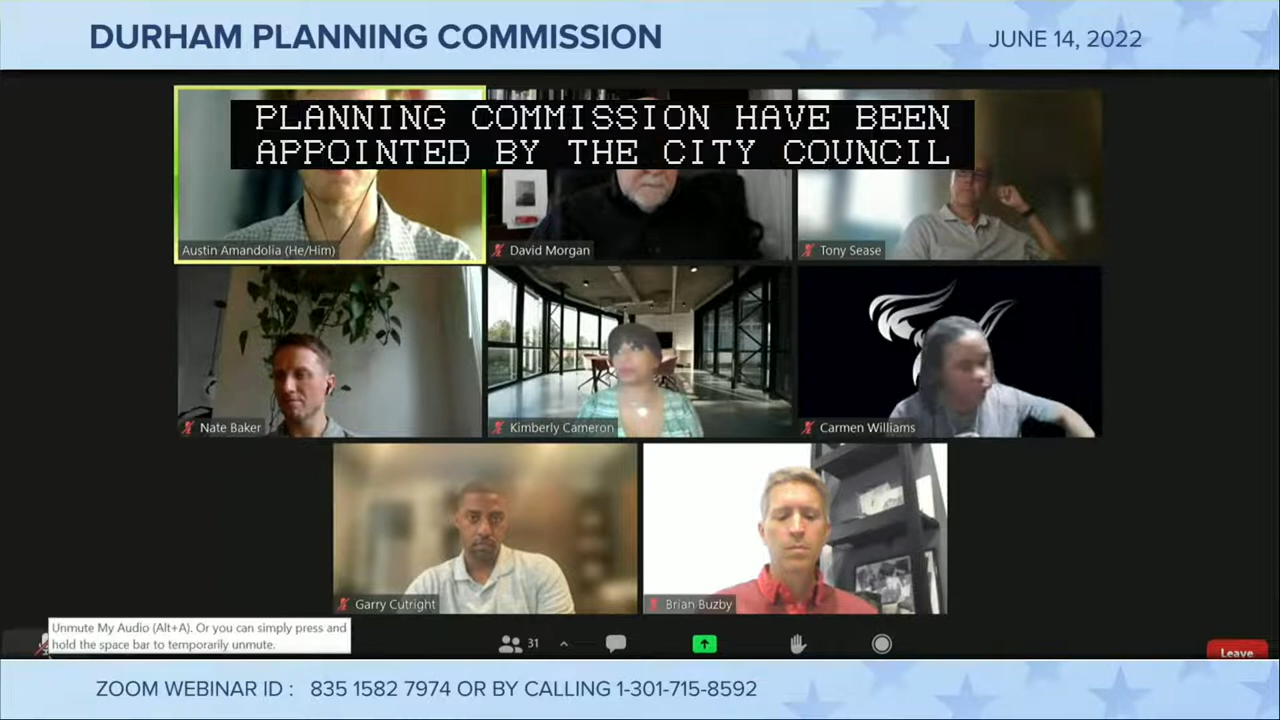 DURHAM PLANNING COMMISSION
JUNE 14, 2022
PLANNING COMMISSION HAVE BEEN
APPOINTED BY THE CITY COUNCIL
Austin Amandolia (He/Him)
David Morgan
Tony Sease
Nate Baker
Kimberly Cameron
Carmen Williams
Garry Cutright
Brian Buzby
Unmute My Audio (Alt+A). Or you can simply press and
hold the space bar to temporarily unmute.
31
Leave
ZOOM WEBINAR ID : 835 1582 7974 OR BY CALLING 1-301-715-8592